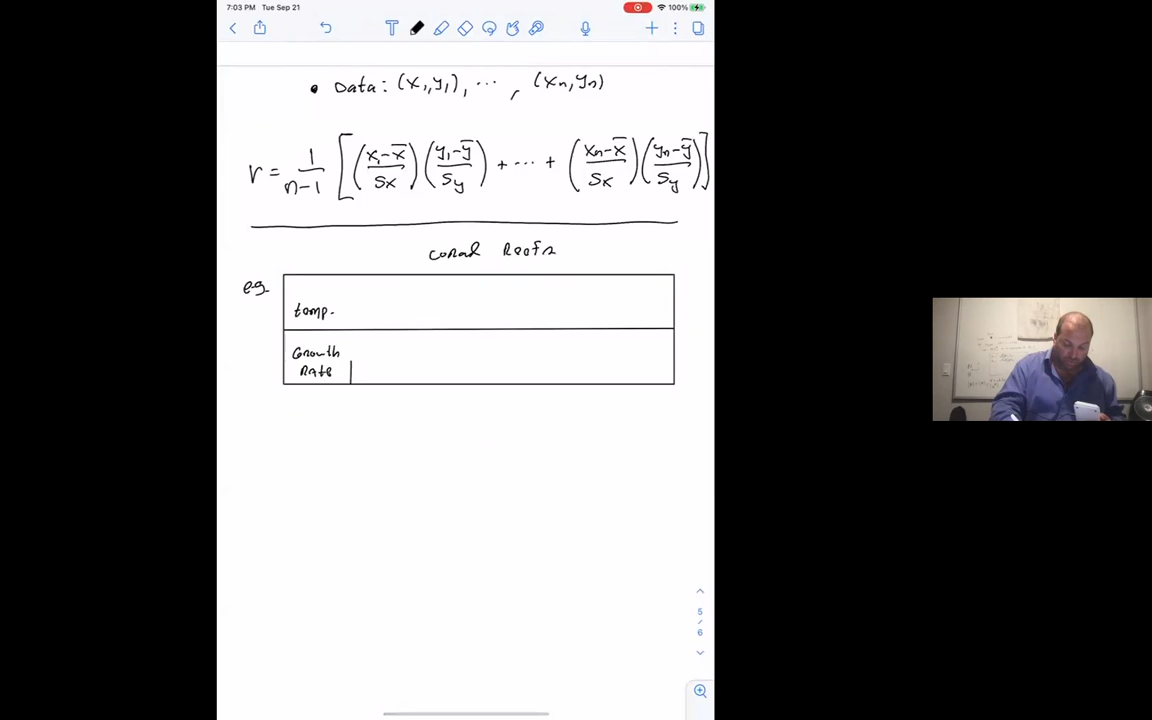 7:03 PM Tue Sep 21
100%
T
• Data: (x₁,y₁), ⋯ , (xₙ,yₙ)
r = 1/(n-1) [((x₁-x̄)/Sx)((y₁-ȳ)/Sy) + ⋯ + ((xₙ-x̄)/Sx)((yₙ-ȳ)/Sy)]
Coral Reefs
e.g.
temp.
Growth
Rate
5
/
6